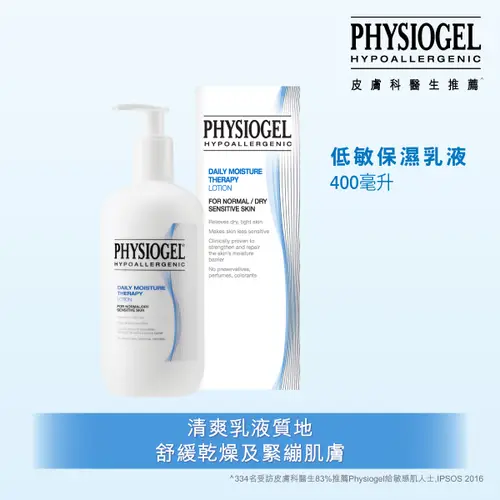 PHYSIOGEL
HYPOALLERGENIC
皮膚科醫生推薦^
低敏保濕乳液
400毫升
PHYSIOGEL
HYPOALLERGENIC
DAILY MOISTURE
THERAPY
LOTION
FOR NORMAL / DRY
SENSITIVE SKIN
Relieves dry, tight skin
Makes skin less sensitive
Clinically proven to
strengthen and repair
the skin's moisture
barrier
No preservatives,
perfumes, colorants
PHYSIOGEL®
HYPOALLERGENIC
DAILY MOISTURE
THERAPY
LOTION
FOR NORMAL/DRY
SENSITIVE SKIN
清爽乳液質地
舒緩乾燥及緊繃肌膚
^334名受訪皮膚科醫生83%推薦Physiogel給敏感肌人士,IPSOS 2016